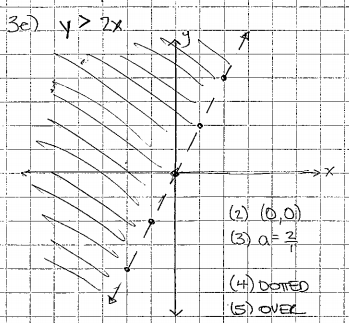 3e) y > 2x
y
x
(2) (0,0)
(3) a = 2/1
(4) DOTTED
(5) OVER